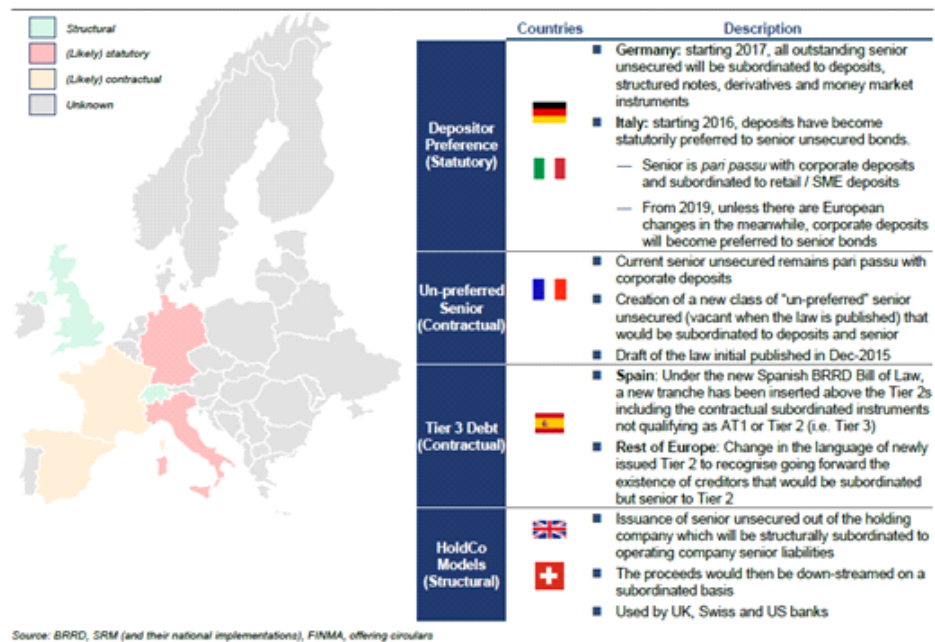 Structural
(Likely) statutory
(Likely) contractual
Unknown
Countries
Description
Depositor
Preference
(Statutory)
Germany: starting 2017, all outstanding senior
unsecured will be subordinated to deposits,
structured notes, derivatives and money market
instruments
Italy: starting 2016, deposits have become
statutorily preferred to senior unsecured bonds.
— Senior is pari passu with corporate deposits
and subordinated to retail / SME deposits
— From 2019, unless there are European
changes in the meanwhile, corporate deposits
will become preferred to senior bonds
Un-preferred
Senior
(Contractual)
Current senior unsecured remains pari passu with
corporate deposits
Creation of a new class of "un-preferred" senior
unsecured (vacant when the law is published) that
would be subordinated to deposits and senior
Draft of the law initial published in Dec-2015
Tier 3 Debt
(Contractual)
Spain: Under the new Spanish BRRD Bill of Law,
a new tranche has been inserted above the Tier 2s
including the contractual subordinated instruments
not qualifying as AT1 or Tier 2 (i.e. Tier 3)
Rest of Europe: Change in the language of newly
issued Tier 2 to recognise going forward the
existence of creditors that would be subordinated
but senior to Tier 2
HoldCo
Models
(Structural)
Issuance of senior unsecured out of the holding
company which will be structurally subordinated to
operating company senior liabilities
The proceeds would then be down-streamed on a
subordinated basis
Used by UK, Swiss and US banks
Source: BRRD, SRM (and their national implementations), FINMA, offering circulars